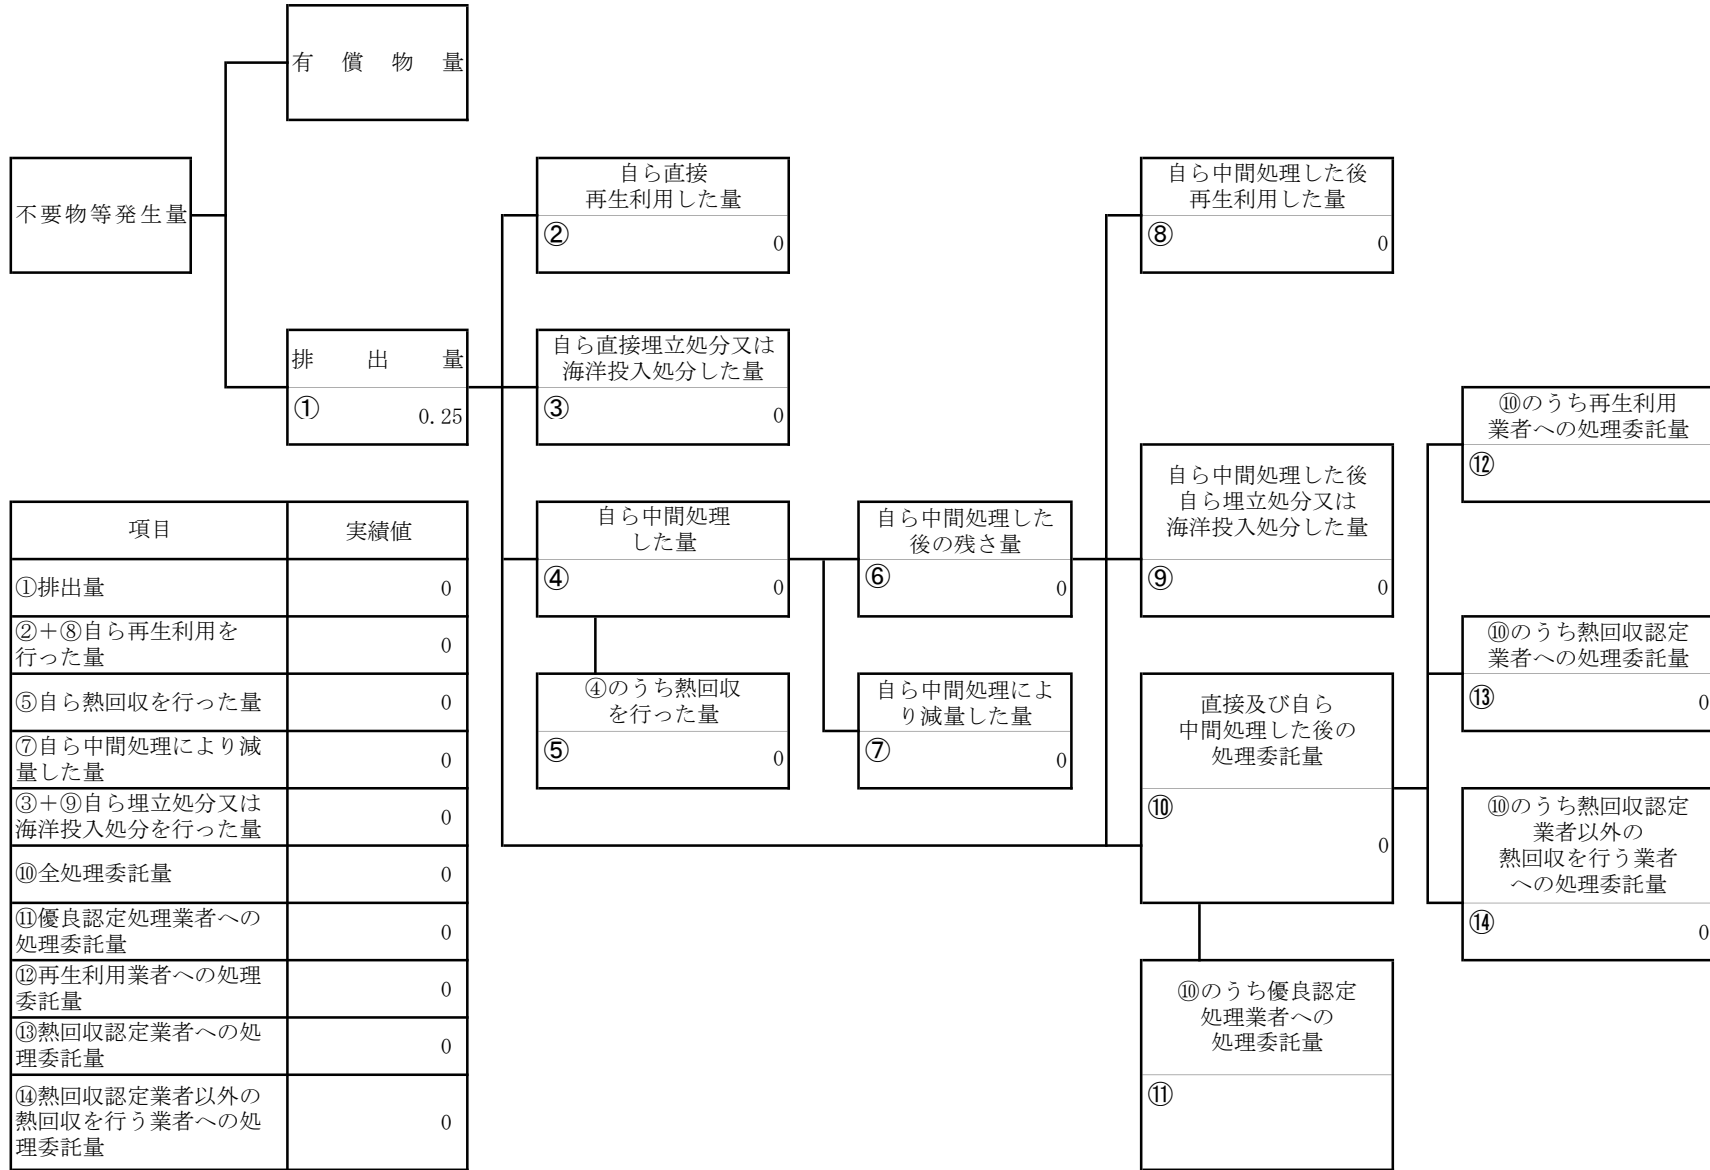 有償物量
不要物等発生量
自ら直接
再生利用した量
② 0
自ら中間処理した後
再生利用した量
⑧ 0
排出量
① 0.25
自ら直接埋立処分又は
海洋投入処分した量
③ 0
⑩のうち再生利用
業者への処理委託量
⑫
自ら中間処理した後
自ら埋立処分又は
海洋投入処分した量
⑨ 0
自ら中間処理
した量
④ 0
自ら中間処理した
後の残さ量
⑥ 0
⑩のうち熱回収認定
業者への処理委託量
⑬ 0
④のうち熱回収
を行った量
⑤ 0
自ら中間処理によ
り減量した量
⑦ 0
直接及び自ら
中間処理した後の
処理委託量
⑩
0
⑩のうち熱回収認定
業者以外の
熱回収を行う業者
への処理委託量
⑭ 0
⑩のうち優良認定
処理業者への
処理委託量
⑪
項目 実績値
①排出量 0
②+⑧自ら再生利用を
行った量 0
⑤自ら熱回収を行った量 0
⑦自ら中間処理により減
量した量 0
③+⑨自ら埋立処分又は
海洋投入処分を行った量 0
⑩全処理委託量 0
⑪優良認定処理業者への
処理委託量 0
⑫再生利用業者への処理
委託量 0
⑬熱回収認定業者への処
理委託量 0
⑭熱回収認定業者以外の
熱回収を行う業者への処
理委託量 0